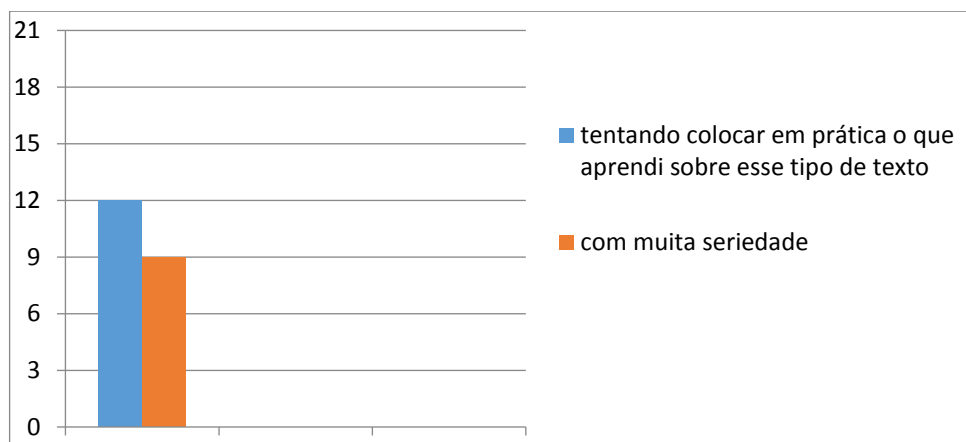 21
18
15
12
9
6
3
0
tentando colocar em prática o que
aprendi sobre esse tipo de texto
com muita seriedade